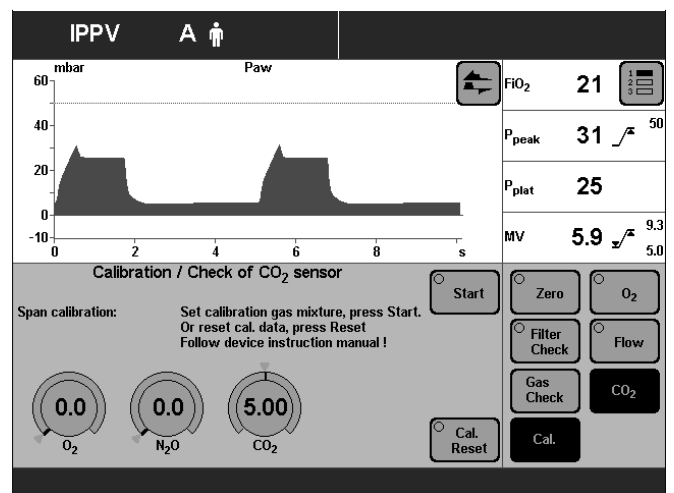 IPPV A
mbar Paw
60
40
20
0
-10
0 2 4 6 8 s
FiO2 21
1
2
3
Ppeak 31 50
Pplat 25
MV 5.9 9.3
5.0
Calibration / Check of CO2 sensor
Span calibration:
Set calibration gas mixture, press Start.
Or reset cal. data, press Reset
Follow device instruction manual !
0.0 0.0 5.00
O2 N2O CO2
Start
Cal.
Reset
Zero O2
Filter
Check
Flow
Gas
Check
CO2
Cal.